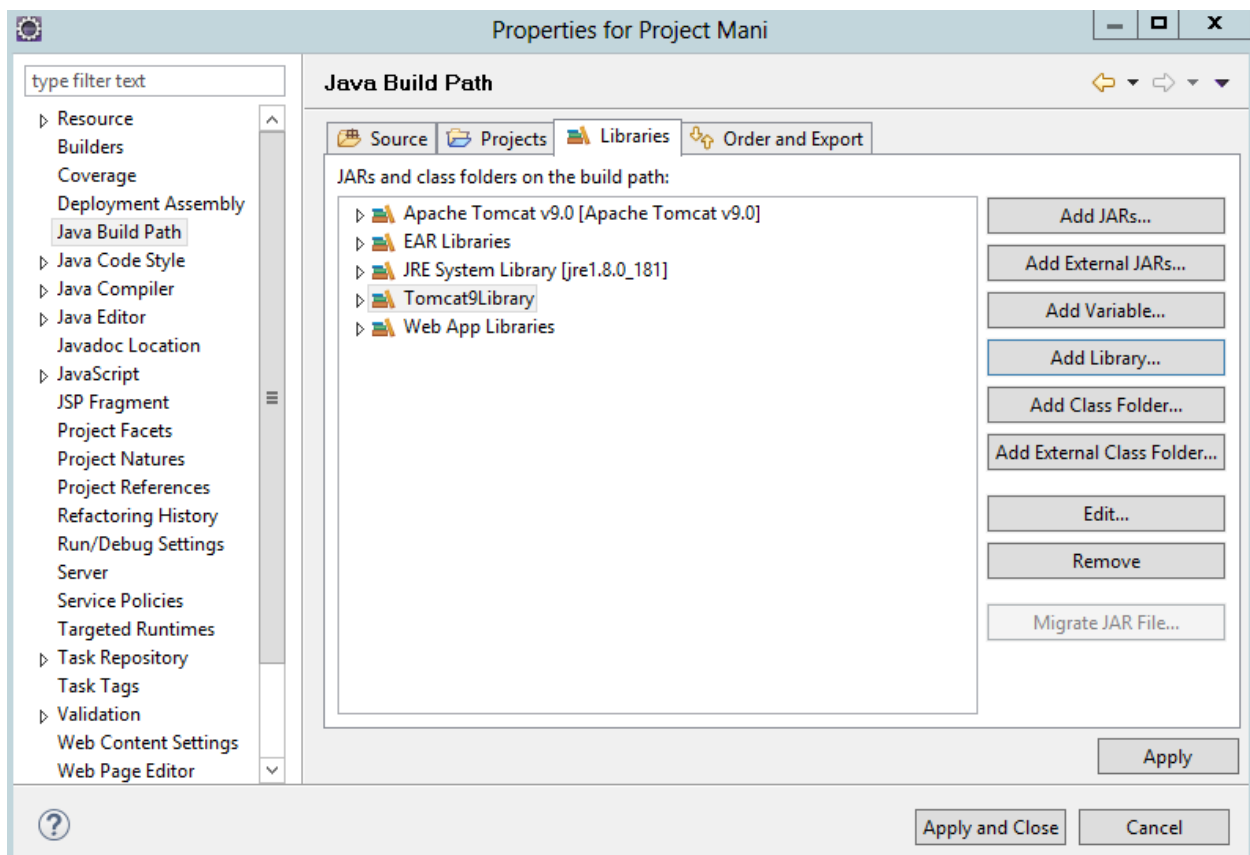 Properties for Project Mani
type filter text
Resource
Builders
Coverage
Deployment Assembly
Java Build Path
Java Code Style
Java Compiler
Java Editor
Javadoc Location
JavaScript
JSP Fragment
Project Facets
Project Natures
Project References
Refactoring History
Run/Debug Settings
Server
Service Policies
Targeted Runtimes
Task Repository
Task Tags
Validation
Web Content Settings
Web Page Editor
Java Build Path
Source Projects Libraries Order and Export
JARs and class folders on the build path:
Apache Tomcat v9.0 [Apache Tomcat v9.0]
EAR Libraries
JRE System Library [jre1.8.0_181]
Tomcat9Library
Web App Libraries
Add JARs...
Add External JARs...
Add Variable...
Add Library...
Add Class Folder...
Add External Class Folder...
Edit...
Remove
Migrate JAR File...
Apply
?
Apply and Close Cancel